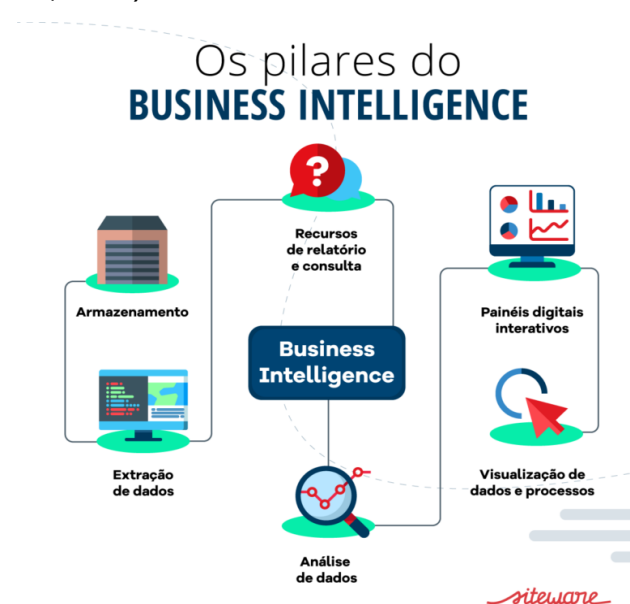 Os pilares do
BUSINESS INTELLIGENCE
?
Recursos
de relatório
e consulta
Armazenamento
Painéis digitais
interativos
Business
Intelligence
Extração
de dados
Visualização de
dados e processos
Análise
de dados
siteware